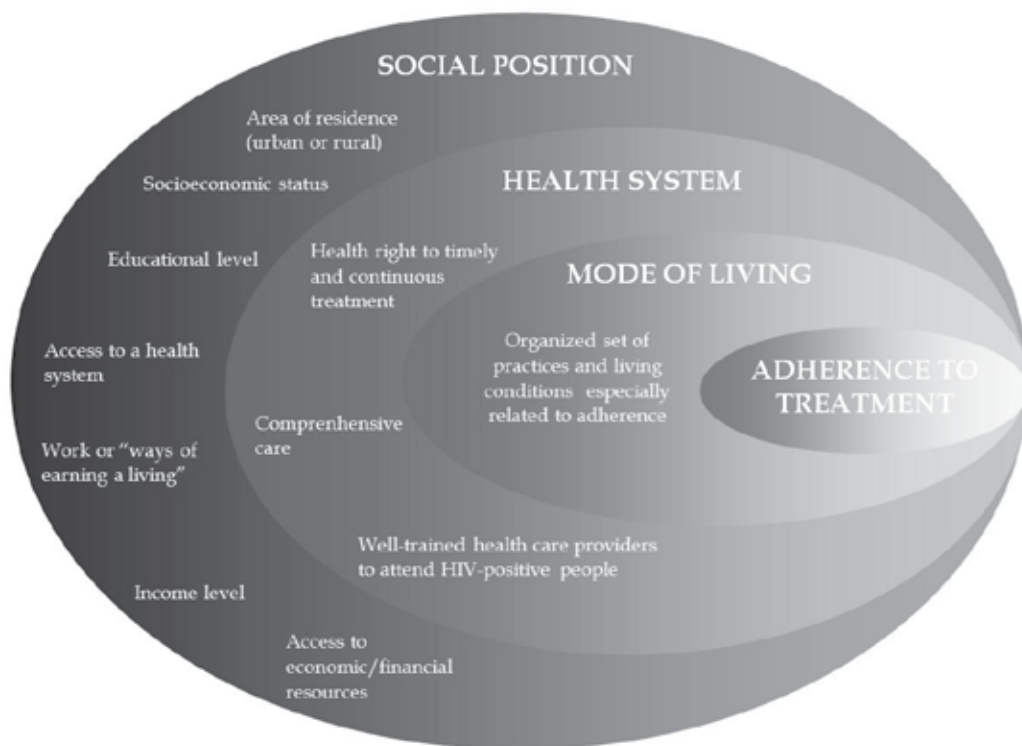 SOCIAL POSITION
Area of residence
(urban or rural)
Socioeconomic status
Educational level
Access to a health
system
Work or “ways of
earning a living”
Income level
Access to
economic/financial
resources
HEALTH SYSTEM
Health right to timely
and continuous
treatment
Comprenhensive
care
Well-trained health care providers
to attend HIV-positive people
MODE OF LIVING
Organized set of
practices and living
conditions especially
related to adherence
ADHERENCE TO
TREATMENT